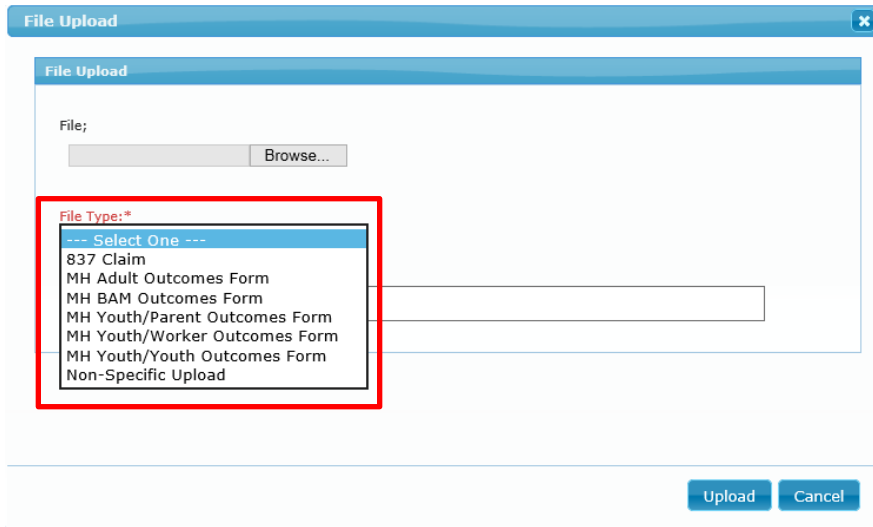 File Upload
File Upload
File;
Browse...
File Type:*
--- Select One ---
837 Claim
MH Adult Outcomes Form
MH BAM Outcomes Form
MH Youth/Parent Outcomes Form
MH Youth/Worker Outcomes Form
MH Youth/Youth Outcomes Form
Non-Specific Upload
Upload Cancel